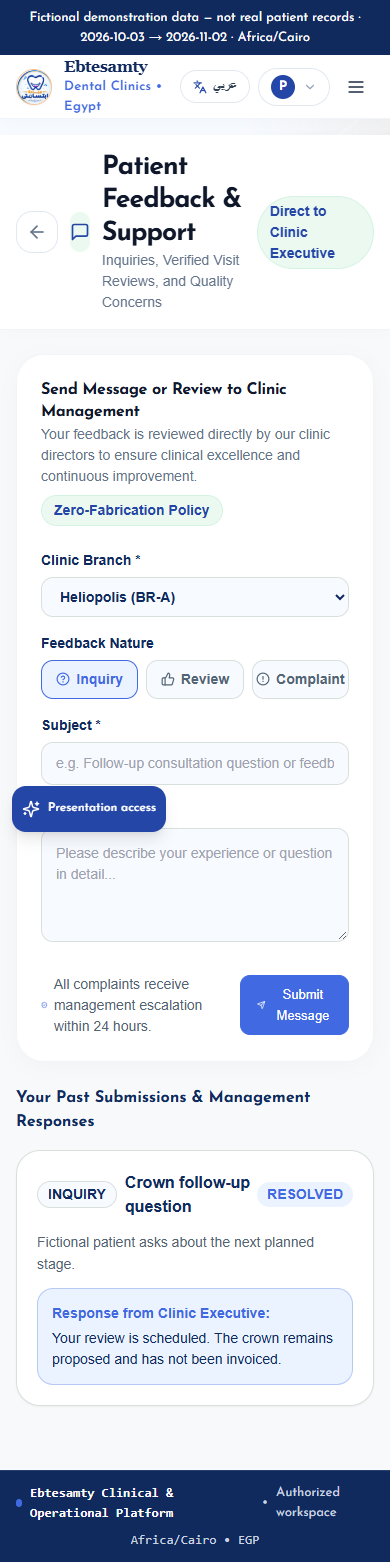 Fictional demonstration data — not real patient records ·
2026-10-03 → 2026-11-02 · Africa/Cairo
Ebtesamty
Dental Clinics •
Egypt
عربي
P
Patient
Feedback &
Support
Inquiries, Verified Visit
Reviews, and Quality
Concerns
Direct to
Clinic
Executive
Send Message or Review to Clinic
Management
Your feedback is reviewed directly by our clinic
directors to ensure clinical excellence and
continuous improvement.
Zero-Fabrication Policy
Clinic Branch *
Heliopolis (BR-A)
Feedback Nature
Inquiry
Review
Complaint
Subject *
e.g. Follow-up consultation question or feedb
Presentation access
Please describe your experience or question
in detail...
All complaints receive
management escalation
within 24 hours.
Submit
Message
Your Past Submissions & Management
Responses
INQUIRY
Crown follow-up
question
RESOLVED
Fictional patient asks about the next planned
stage.
Response from Clinic Executive:
Your review is scheduled. The crown remains
proposed and has not been invoiced.
Ebtesamty Clinical &
Operational Platform
•
Authorized
workspace
Africa/Cairo • EGP